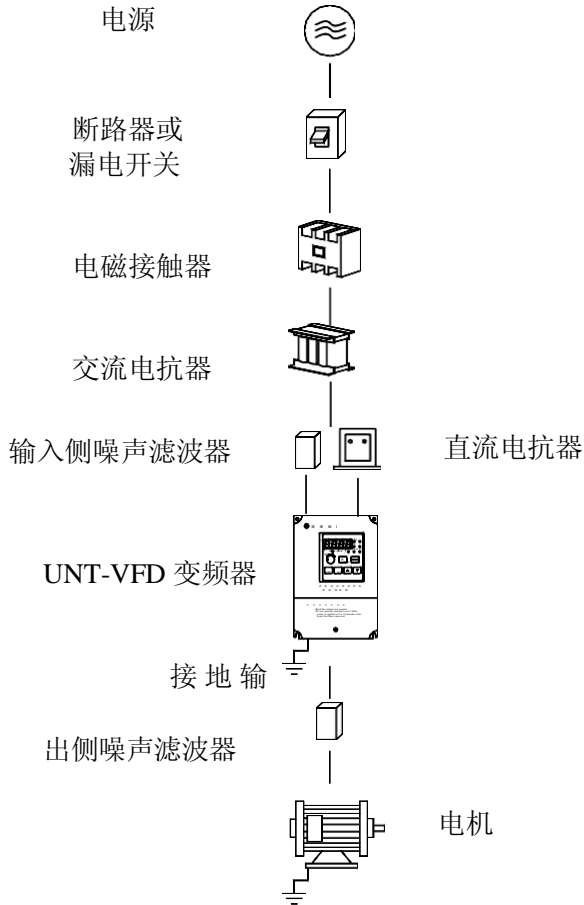 电源
断路器或
漏电开关
电磁接触器
交流电抗器
输入侧噪声滤波器
直流电抗器
UNT-VFD 变频器
接 地 输
出侧噪声滤波器
电机